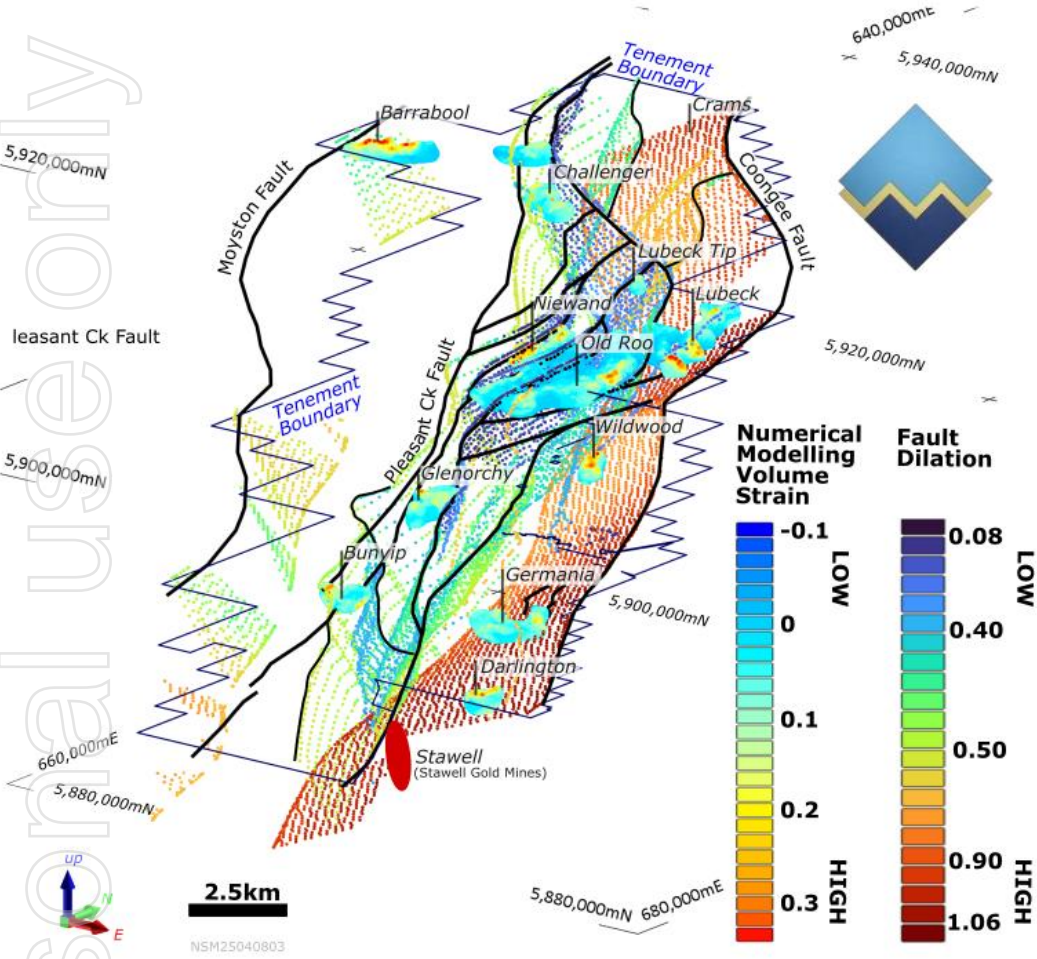 sonal use only
640,000mE
5,940,000mN
Tenement
Boundary
Barrabool
Crams
5,920,000mN
Challenger
Coongee Fault
Moyston Fault
Lubeck Tip
Niewand
Lubeck
leasant Ck Fault
Old Roo
5,920,000mN
Pleasant Ck Fault
Tenement
Boundary
Wildwood
Numerical
Modelling
Volume
Strain
Fault
Dilation
5,900,000mN
Glenorchy
-0.1
0.08
LOW
LOW
Bunyip
Germania
5,900,000mN
0
0.40
Darlington
0.1
0.50
Stawell
(Stawell Gold Mines)
660,000mE
5,880,000mN
0.2
0.90
up
N
E
2.5km
HIGH
HIGH
0.3
1.06
5,880,000mN
680,000mE
NSM25040803